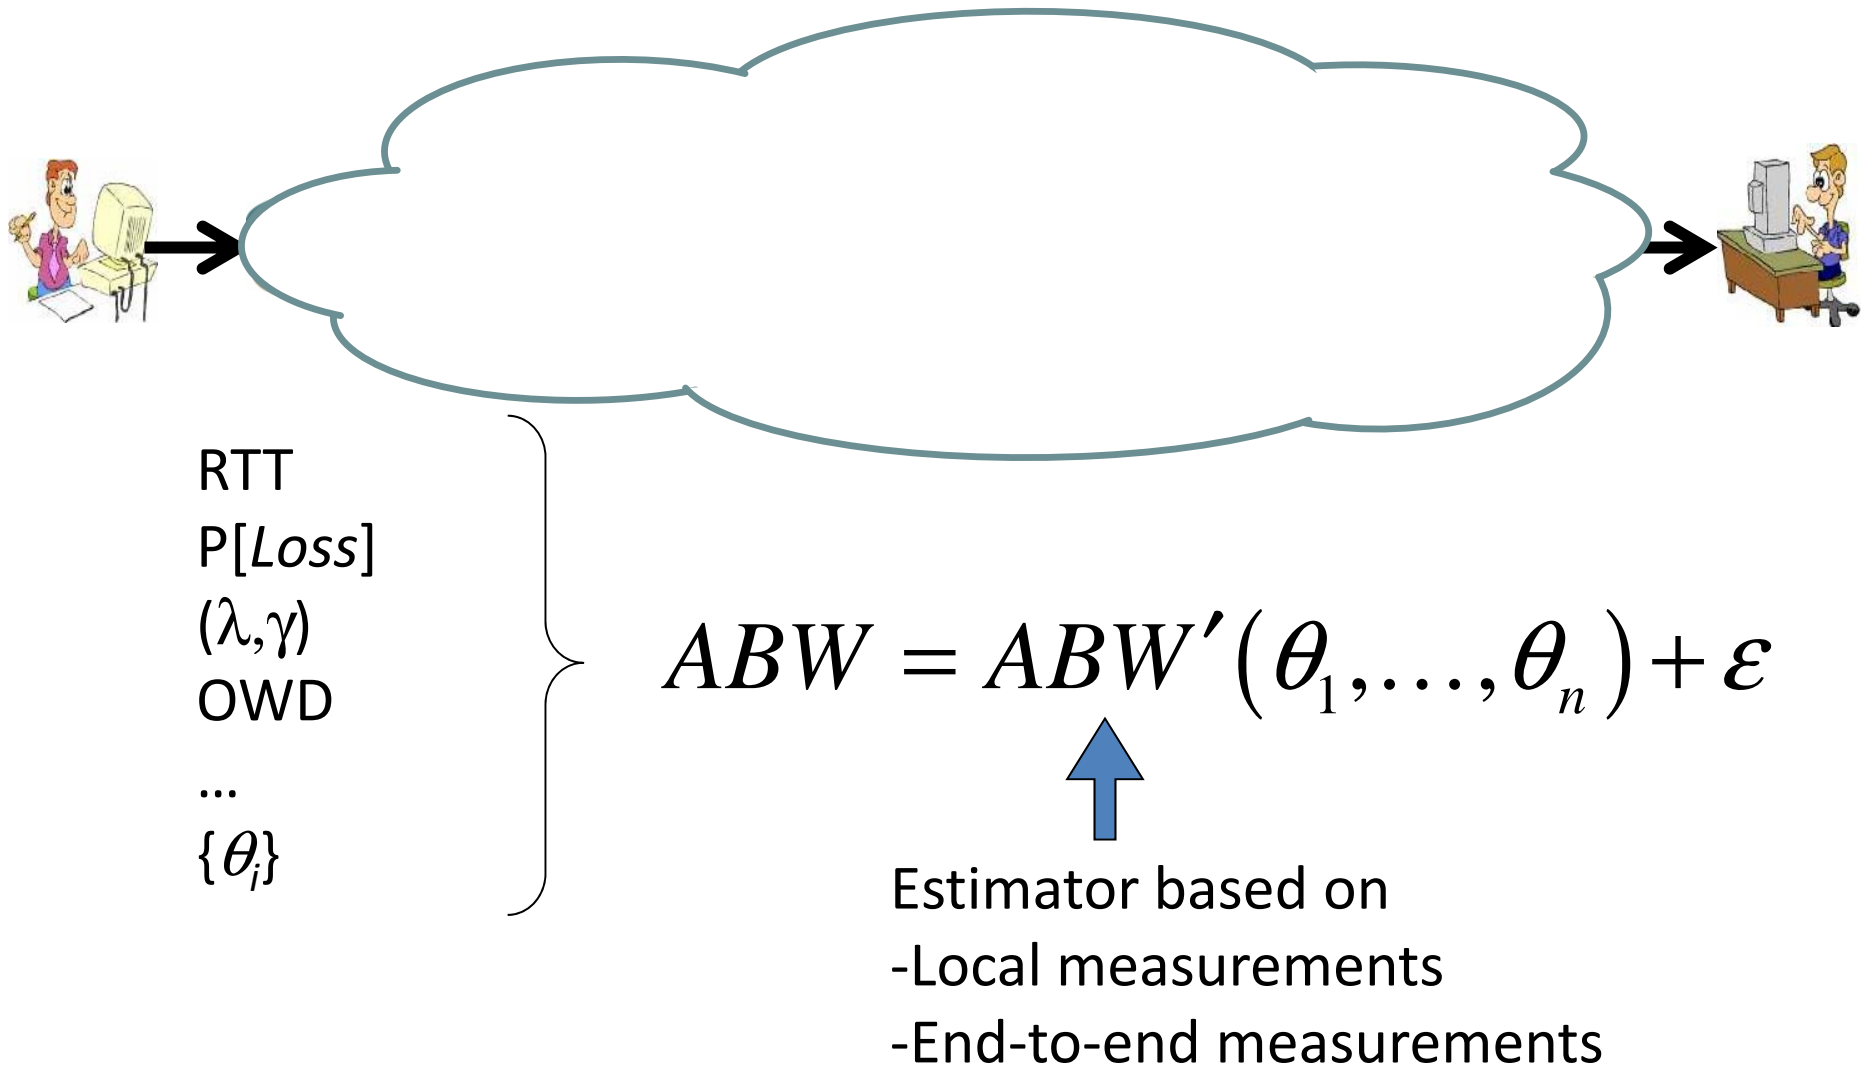 RTT
P[Loss]
(λ,γ)
OWD
...
{θi}
ABW = ABW′(θ1,...,θn)+ε
Estimator based on
-Local measurements
-End-to-end measurements